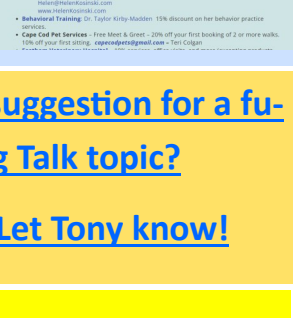 Helen@HelenKosinski.com
www.HelenKosinski.com
• Behavioral Training: Dr. Taylor Kirby-Madden 15% discount on her behavior practice
services.
• Cape Cod Pet Services – Free Meet & Greet – 20% off your first booking of 2 or more walks.
10% off your first sitting. capecodpets@gmail.com – Teri Colgan
suggestion for a fu-
g Talk topic?
Let Tony know!